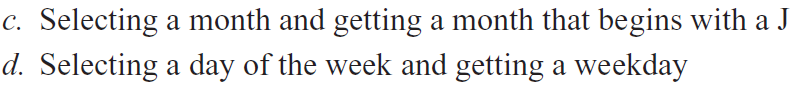 c. Selecting a month and getting a month that begins with a J
d. Selecting a day of the week and getting a weekday